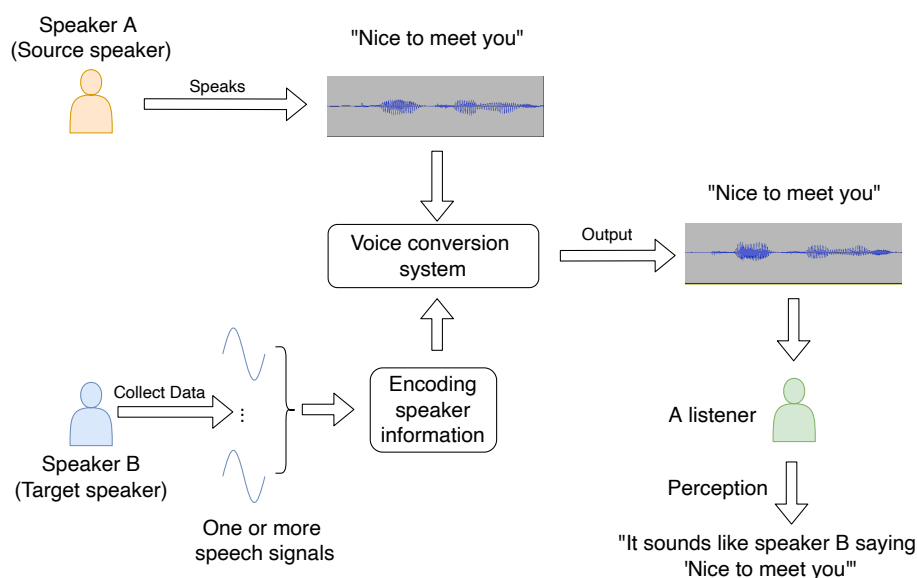 Speaker A
(Source speaker)
"Nice to meet you"
Speaks
Voice conversion
system
Output
"Nice to meet you"
Collect Data
...
Encoding
speaker
information
Speaker B
(Target speaker)
One or more
speech signals
A listener
Perception
"It sounds like speaker B saying
'Nice to meet you'"